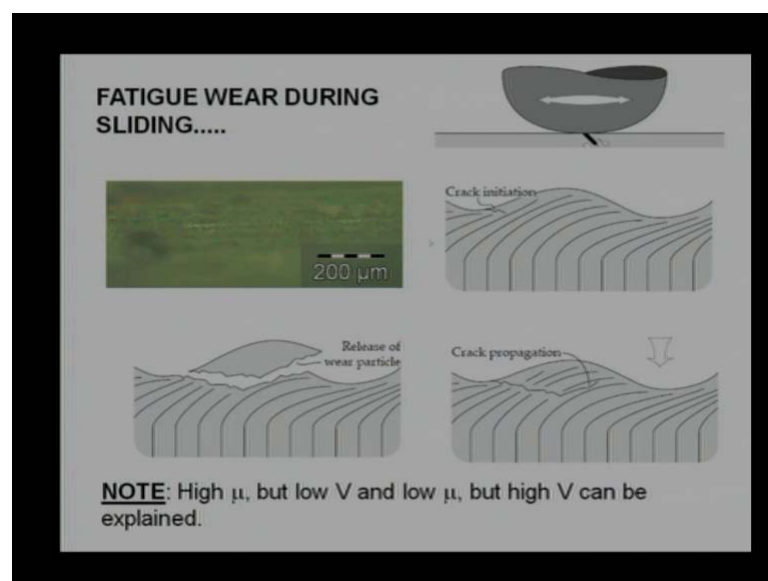 FATIGUE WEAR DURING
SLIDING.....
Crack initiation
200 µm
Release of
wear particle
Crack propagation
NOTE: High µ, but low V and low µ, but high V can be
explained.